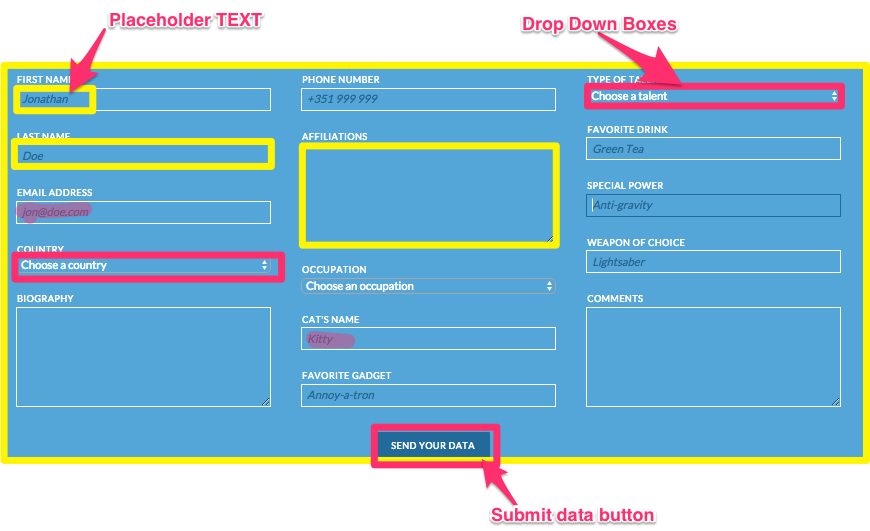 Placeholder TEXT
Drop Down Boxes
FIRST NAME
Jonathan
LAST NAME
Doe
EMAIL ADDRESS
jon@doe.com
COUNTRY
Choose a country
BIOGRAPHY
PHONE NUMBER
+351 999 999
AFFILIATIONS
OCCUPATION
Choose an occupation
CAT'S NAME
Kitty
FAVORITE GADGET
Annoy-a-tron
TYPE OF TA
Choose a talent
FAVORITE DRINK
Green Tea
SPECIAL POWER
Anti-gravity
WEAPON OF CHOICE
Lightsaber
COMMENTS
SEND YOUR DATA
Submit data button